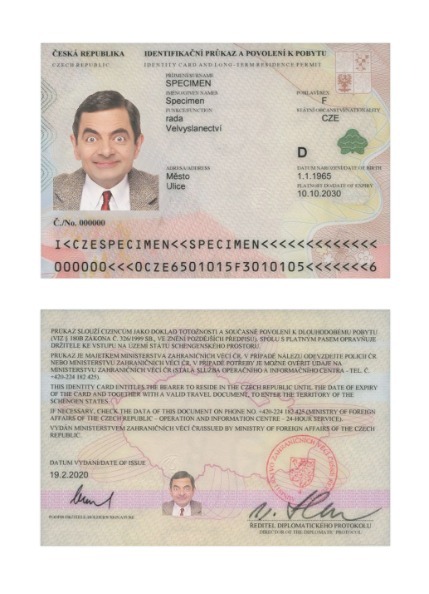 ČESKÁ REPUBLIKA
CZECH REPUBLIC
IDENTIFIKAČNÍ PRŮKAZ A POVOLENÍ K POBYTU
IDENTITY CARD AND LONG-TERM RESIDENCE PERMIT
PŘÍJMENÍ/SURNAME
SPECIMEN
JMÉNO/GIVEN NAMES
Specimen
POHLAVÍ/SEX
F
FUNKCE/FUNCTION
rada
Velvyslanectví
STÁTNÍ OBČANSTVÍ/NATIONALITY
CZE
D
ADRESA/ADDRESS
Město
Ulice
DATUM NAROZENÍ/DATE OF BIRTH
1.1.1965
PLATNOST DO/DATE OF EXPIRY
10.10.2030
Č./No. 000000
I<CZESPECIMEN<<SPECIMEN<<<<<<<<<<<<<
000000<<<0CZE6501015F3010105<<<<<<<6
PRŮKAZ SLOUŽÍ CIZINCŮM JAKO DOKLAD TOTOŽNOSTI A SOUČASNĚ POVOLENÍ K DLOUHODOBÉMU POBYTU
(VIZ § 180B ZÁKONA Č. 326/1999 SB., VE ZNĚNÍ POZDĚJŠÍCH PŘEDPISŮ). SPOLU S PLATNÝM PASEM OPRAVŇUJE
DRŽITELE KE VSTUPU NA ÚZEMÍ STÁTŮ SCHENGENSKÉHO PROSTORU.
PRŮKAZ JE MAJETKEM MINISTERSTVA ZAHRANIČNÍCH VĚCÍ ČR, V PŘÍPADĚ NÁLEZU ODEVZDEJTE POLICII ČR
NEBO MINISTERSTVU ZAHRANIČNÍCH VĚCÍ ČR. V PŘÍPADĚ POTŘEBY JE MOŽNÉ OVĚŘIT ÚDAJE NA
MINISTERSTVU ZAHRANIČNÍCH VĚCÍ ČR (STÁLÁ SLUŽBA OPERAČNÍHO A INFORMAČNÍHO CENTRA - TEL. Č.
+420-224 182 425).
THIS IDENTITY CARD ENTITLES THE BEARER TO RESIDE IN THE CZECH REPUBLIC UNTIL THE DATE OF EXPIRY
OF THE CARD AND TOGETHER WITH A VALID TRAVEL DOCUMENT, TO ENTER THE TERRITORY OF THE
SCHENGEN STATES.
IF NECESSARY, CHECK THE DATA OF THIS DOCUMENT ON PHONE NO. +420-224 182 425 (MINISTRY OF FOREIGN
AFFAIRS OF THE CZECH REPUBLIC - OPERATION AND INFORMATION CENTRE - 24-HOUR SERVICE).
VYDÁN MINISTERSTVEM ZAHRANIČNÍCH VĚCÍ ČR/ISSUED BY MINISTRY OF FOREIGN AFFAIRS OF THE CZECH
REPUBLIC.
DATUM VYDÁNÍ/DATE OF ISSUE
19.2.2020
PODPIS DRŽITELE/HOLDER'S SIGNATURE
ŘEDITEL DIPLOMATICKÉHO PROTOKOLU
DIRECTOR OF THE DIPLOMATIC PROTOCOL